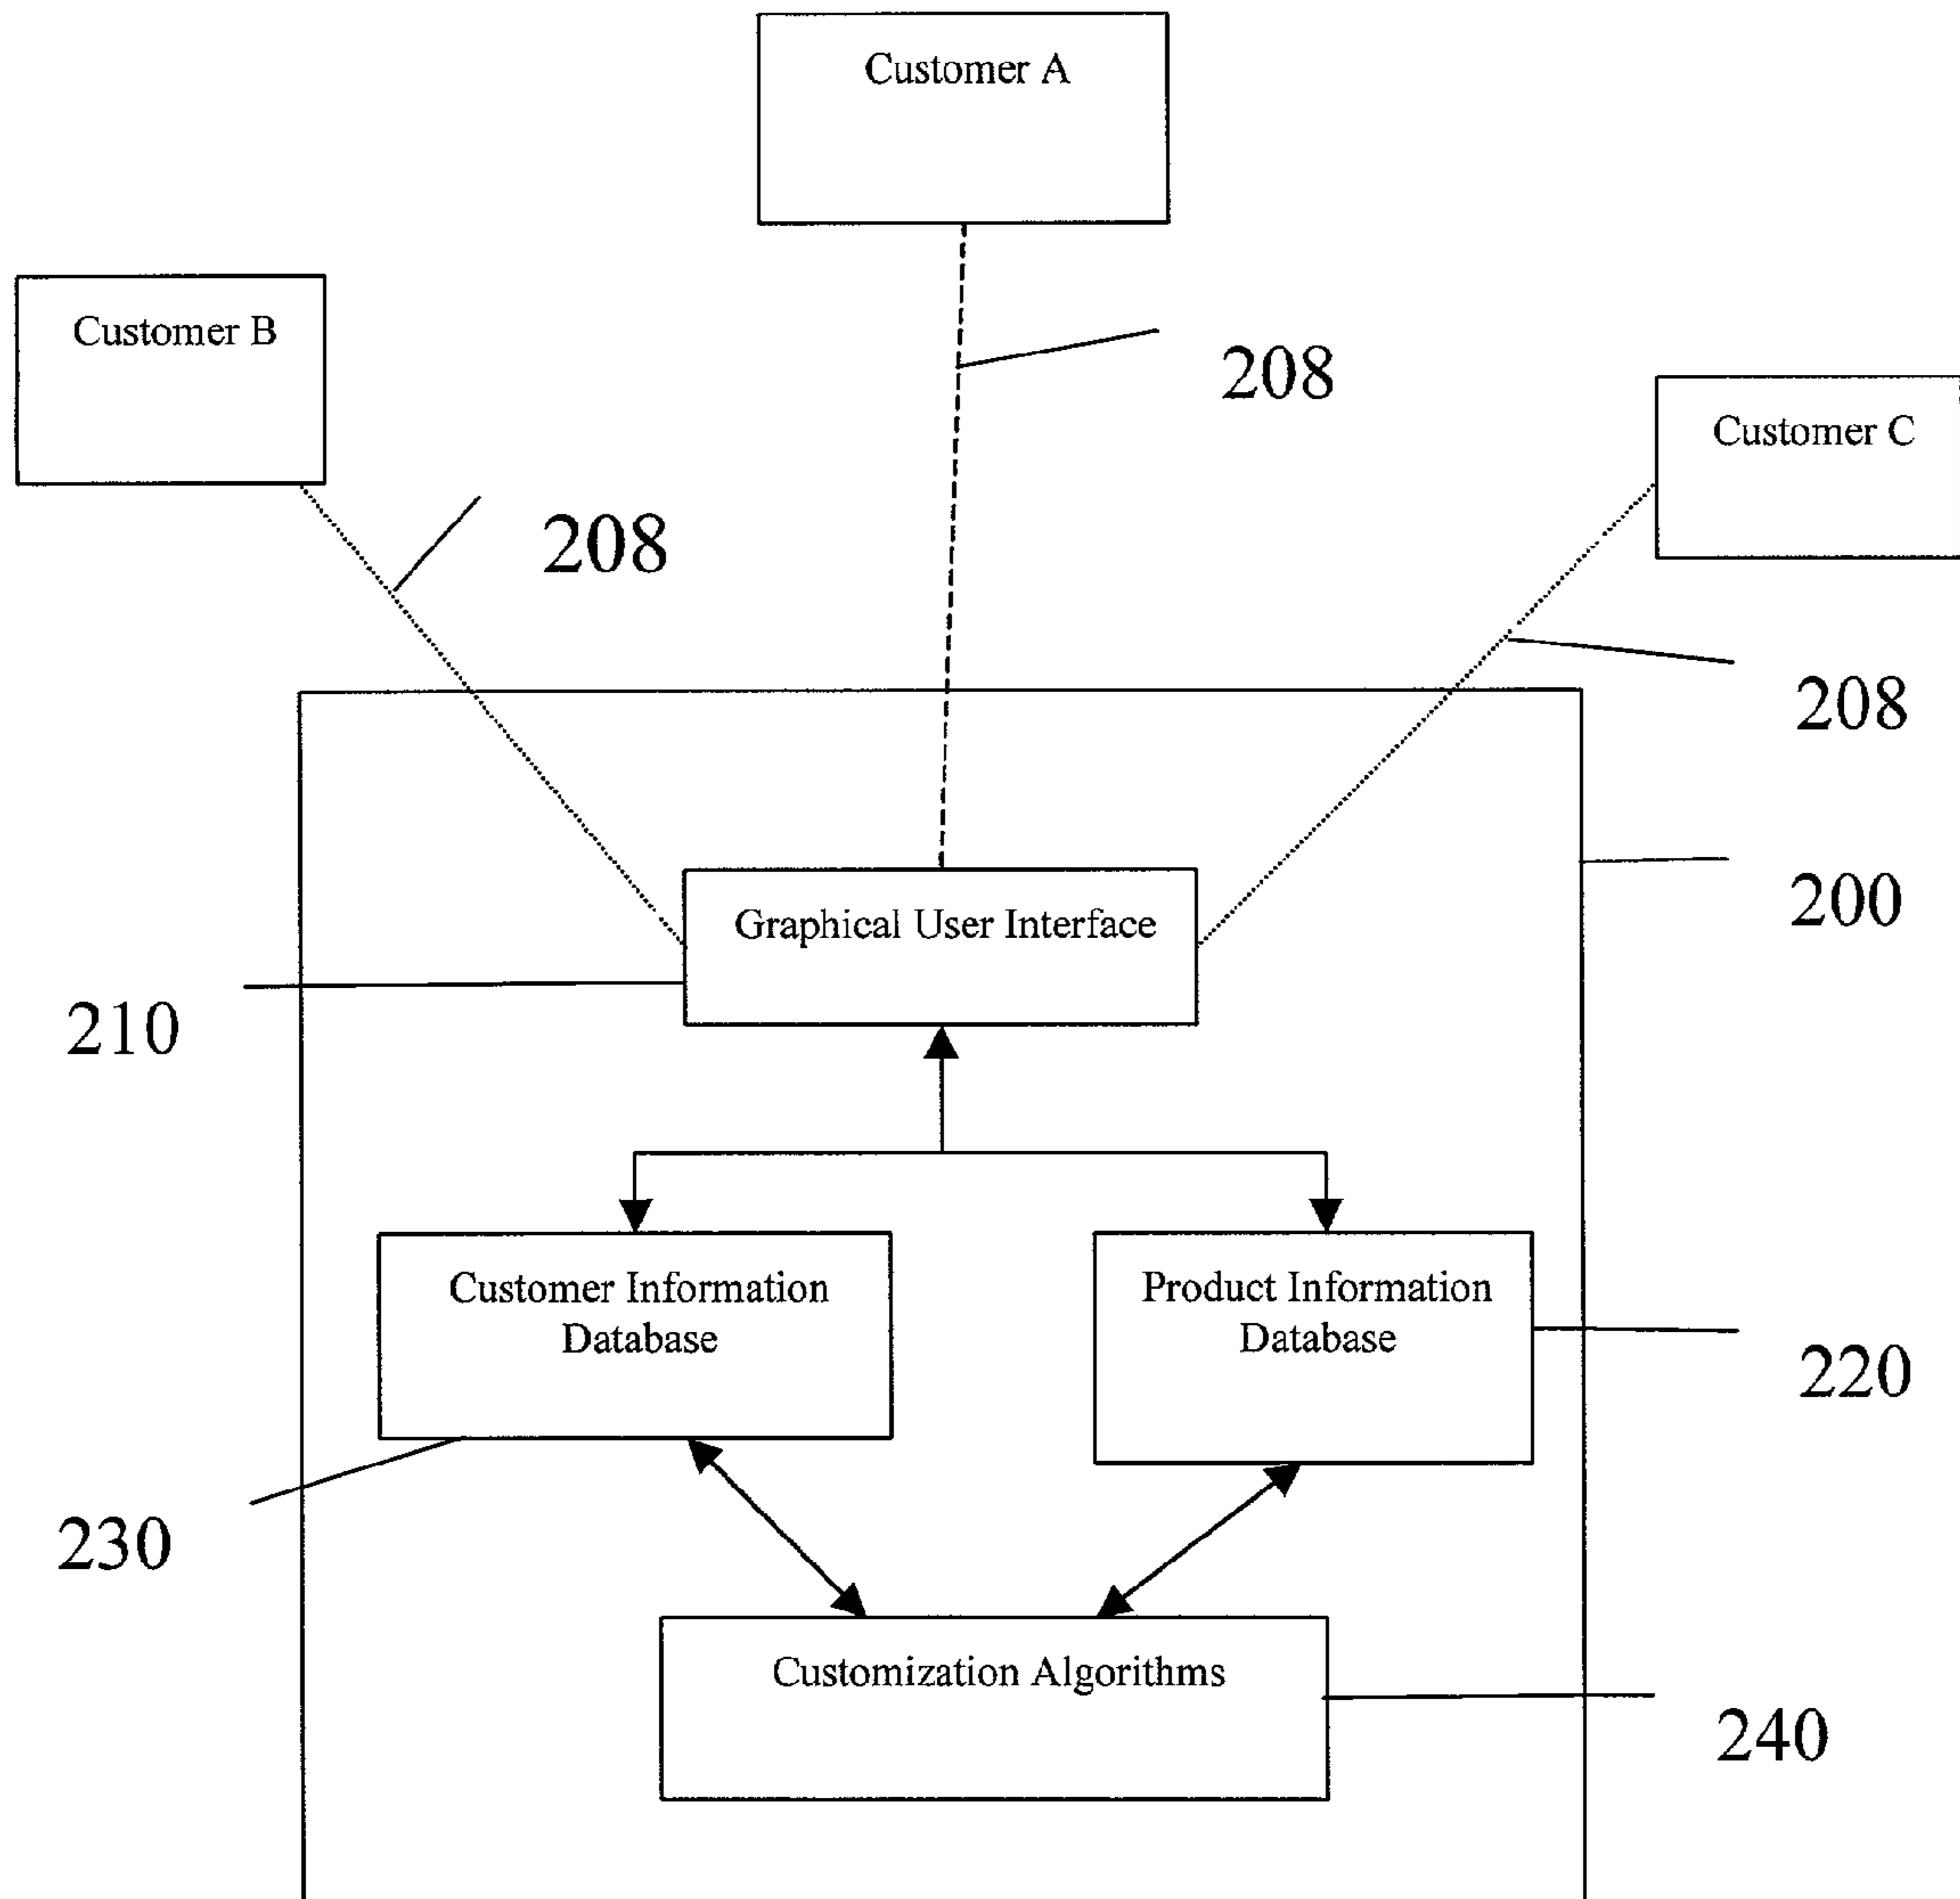 Customer A
Customer B
208
Customer C
208
208
200
Graphical User Interface
210
Customer Information
Database
Product Information
Database
220
230
Customization Algorithms
240